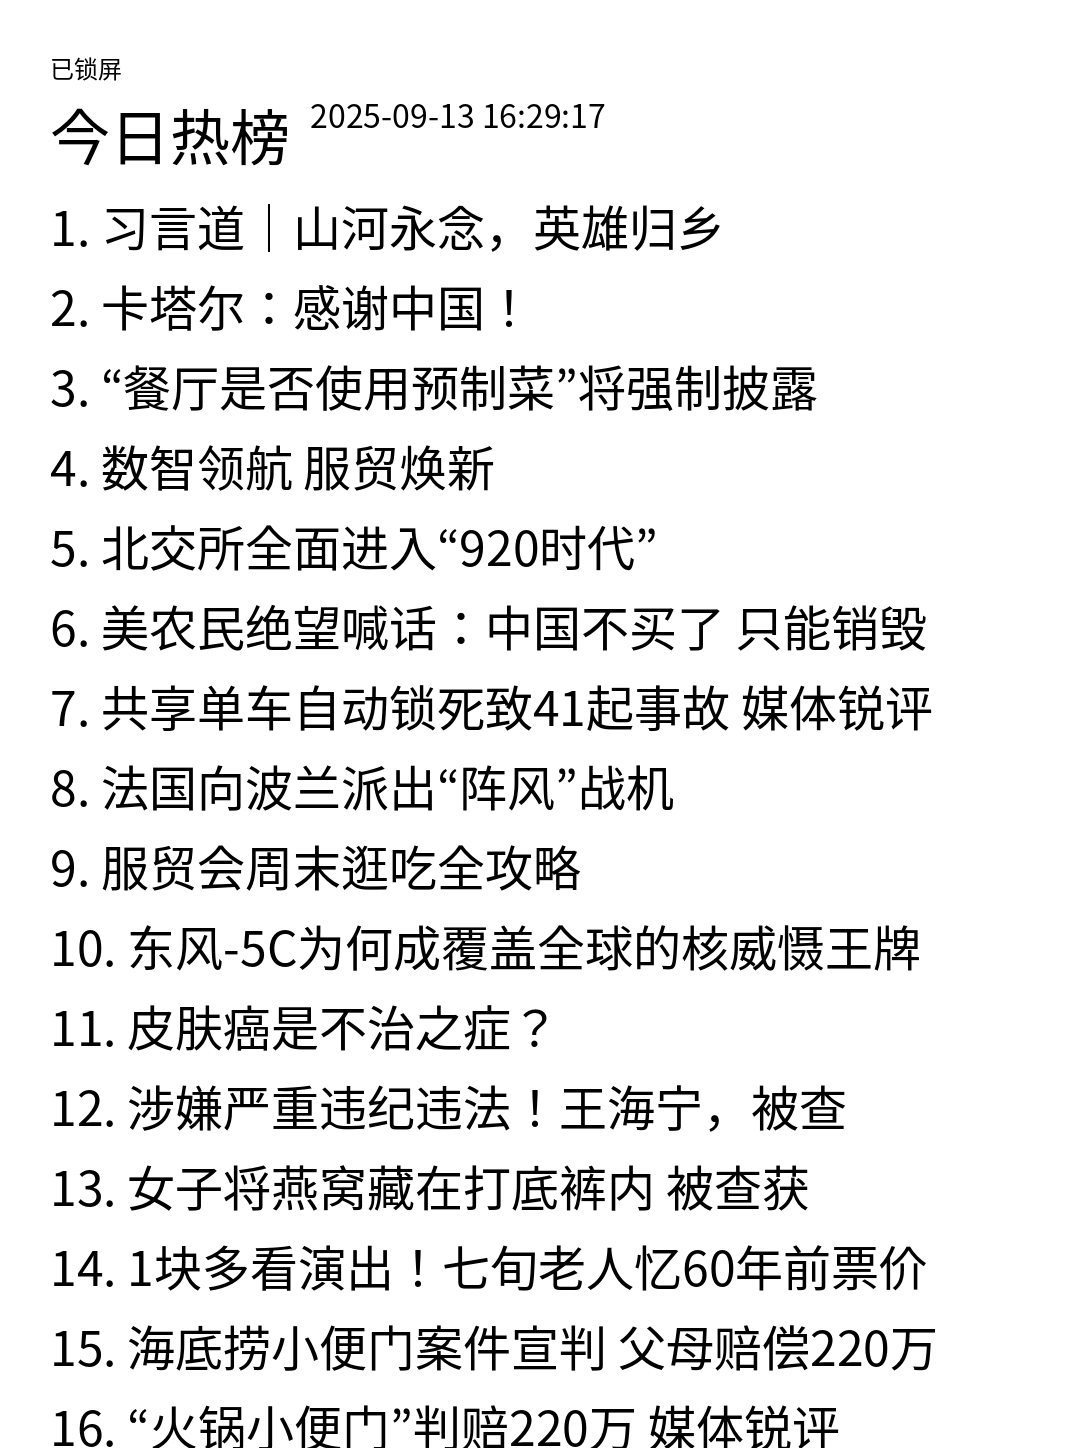 已锁屏
今日热榜 2025-09-13 16:29:17
1. 习言道｜山河永念，英雄归乡
2. 卡塔尔：感谢中国！
3. “餐厅是否使用预制菜”将强制披露
4. 数智领航 服贸焕新
5. 北交所全面进入“920时代”
6. 美农民绝望喊话：中国不买了 只能销毁
7. 共享单车自动锁死致41起事故 媒体锐评
8. 法国向波兰派出“阵风”战机
9. 服贸会周末逛吃全攻略
10. 东风-5C为何成覆盖全球的核威慑王牌
11. 皮肤癌是不治之症？
12. 涉嫌严重违纪违法！王海宁，被查
13. 女子将燕窝藏在打底裤内 被查获
14. 1块多看演出！七旬老人忆60年前票价
15. 海底捞小便门案件宣判 父母赔偿220万
16. “火锅小便门”判赔220万 媒体锐评